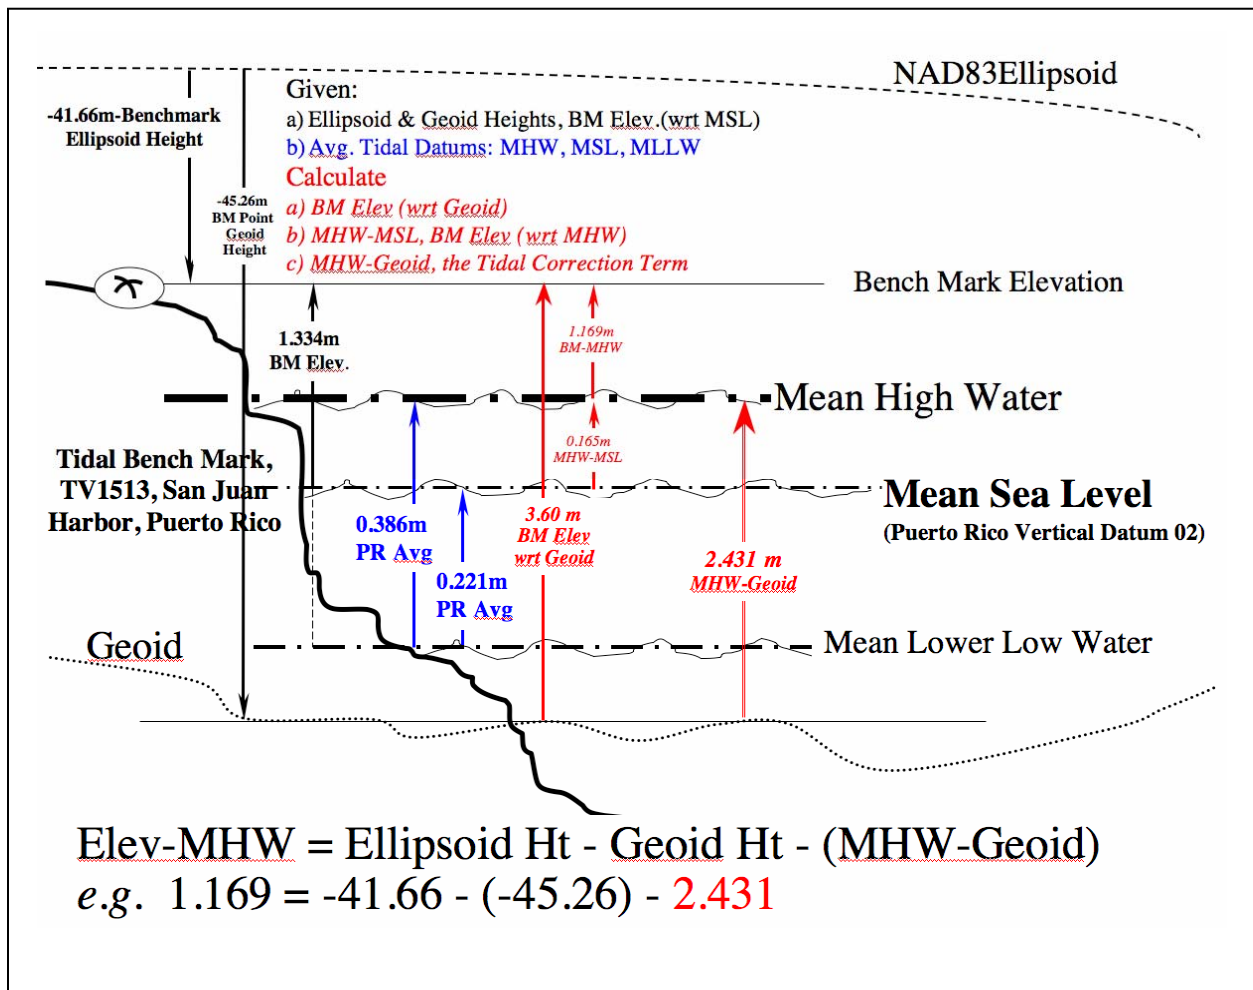 NAD83Ellipsoid
-41.66m-Benchmark
Ellipsoid Height
Given:
a) Ellipsoid & Geoid Heights, BM Elev.(wrt MSL)
b) Avg. Tidal Datums: MHW, MSL, MLLW
Calculate
a) BM Elev (wrt Geoid)
b) MHW-MSL, BM Elev (wrt MHW)
c) MHW-Geoid, the Tidal Correction Term
-45.26m
BM Point
Geoid
Height
Bench Mark Elevation
1.334m
BM Elev.
1.169m
BM-MHW
Mean High Water
0.165m
MHW-MSL
Tidal Bench Mark,
TV1513, San Juan
Harbor, Puerto Rico
Mean Sea Level
(Puerto Rico Vertical Datum 02)
0.386m
PR Avg
3.60 m
BM Elev
wrt Geoid
2.431 m
MHW-Geoid
0.221m
PR Avg
Geoid
Mean Lower Low Water
Elev-MHW = Ellipsoid Ht - Geoid Ht - (MHW-Geoid)
e.g. 1.169 = -41.66 - (-45.26) - 2.431